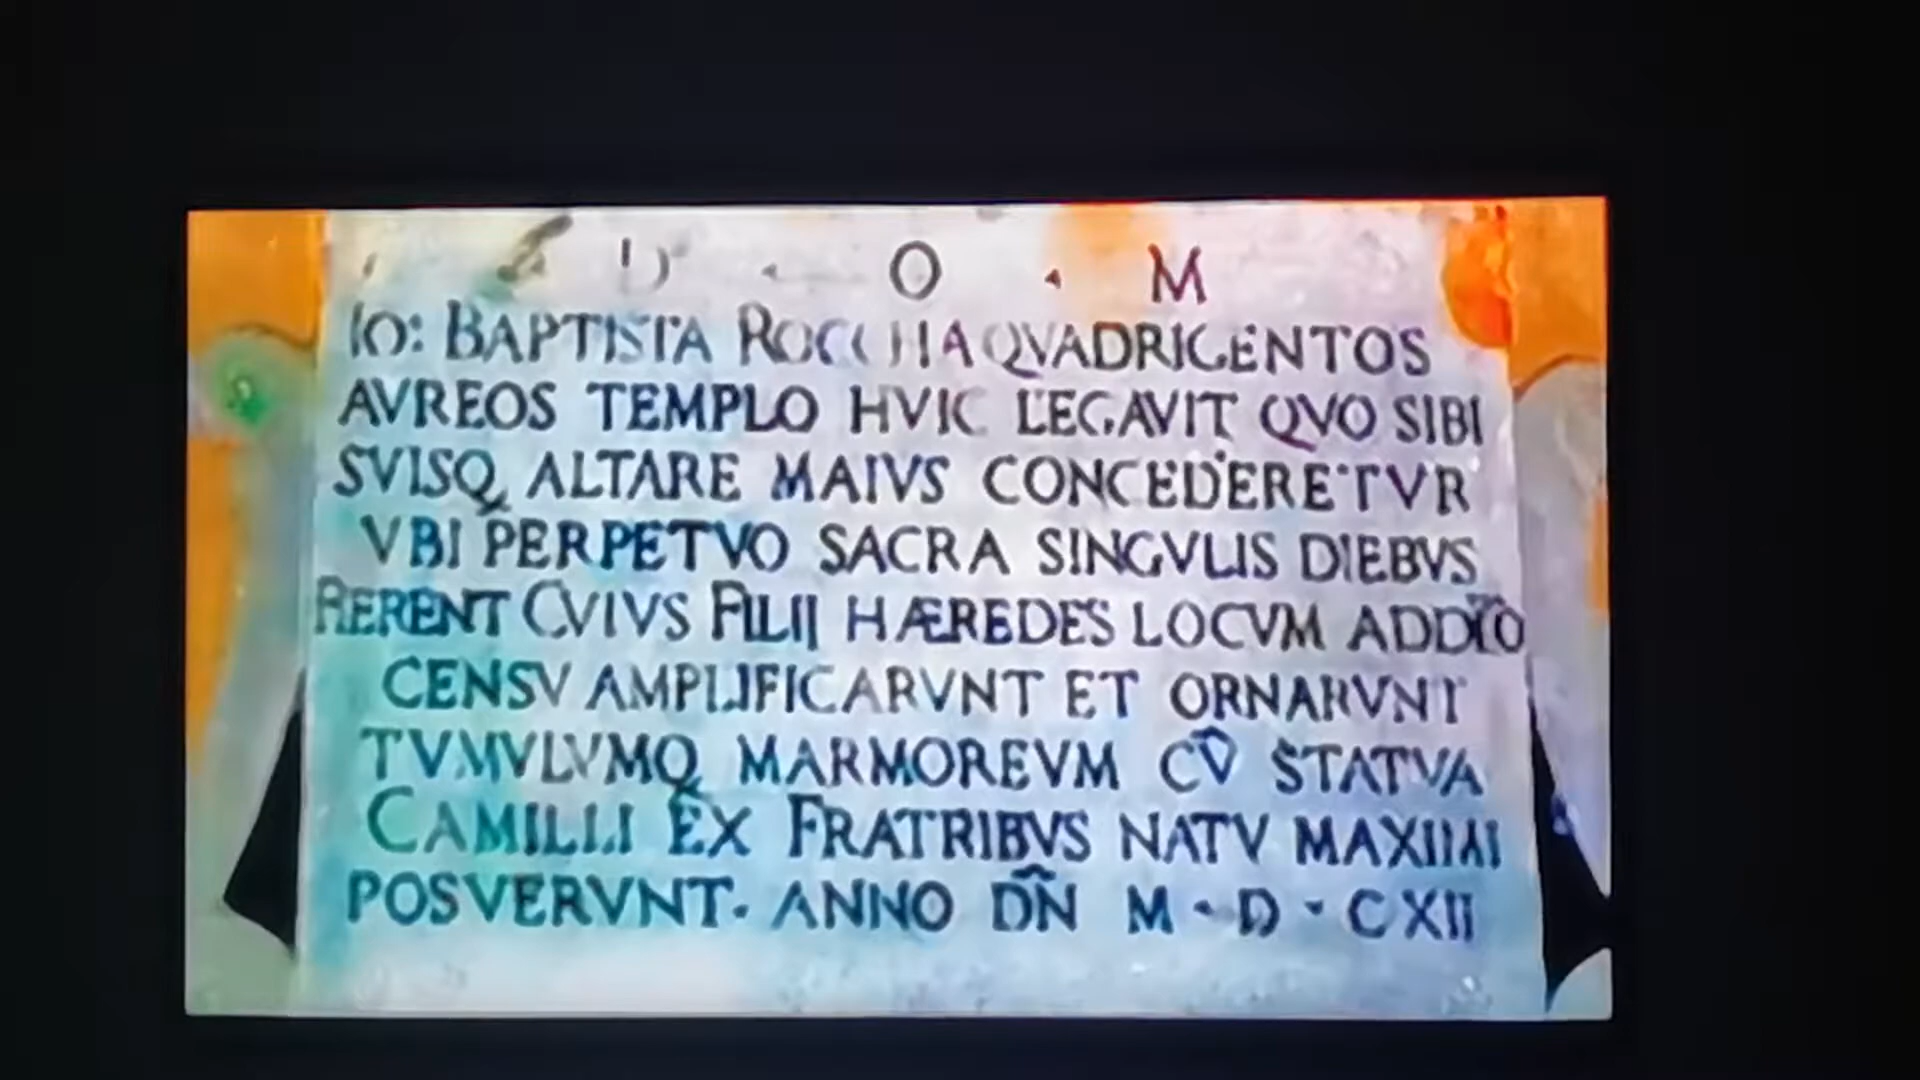 D · O · M
IO: BAPTISTA ROCCHA QVADRIGENTOS
AVREOS TEMPLO HVIC LEGAVIT QVO SIBI
SVISQ ALTARE MAIVS CONCEDERETVR
VBI PERPETVO SACRA SINGVLIS DIEBVS
FIERENT CVIVS FILII HÆREDES LOCVM ADDITO
CENSV AMPLIFICARVNT ET ORNARVNT
TVMVLVMQ MARMOREVM CV̄ STATVA
CAMILLI EX FRATRIBVS NATV MAXIMI
POSVERVNT. ANNO DN̄ M · D · CXII